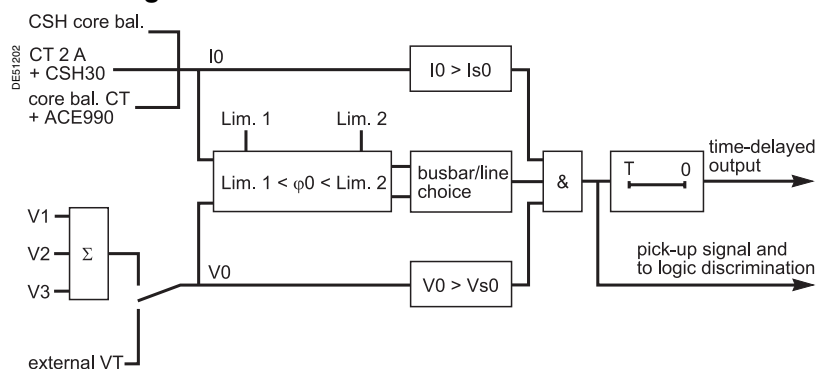 CSH core bal.
DE51202
CT 2 A
+ CSH30
core bal. CT
+ ACE990
I0
I0 > Is0
Lim. 1
Lim. 2
Lim. 1 < φ0 < Lim. 2
busbar/line
choice
&
T 0
time-delayed
output
V1
V2
V3
Σ
V0
V0 > Vs0
pick-up signal and
to logic discrimination
external VT